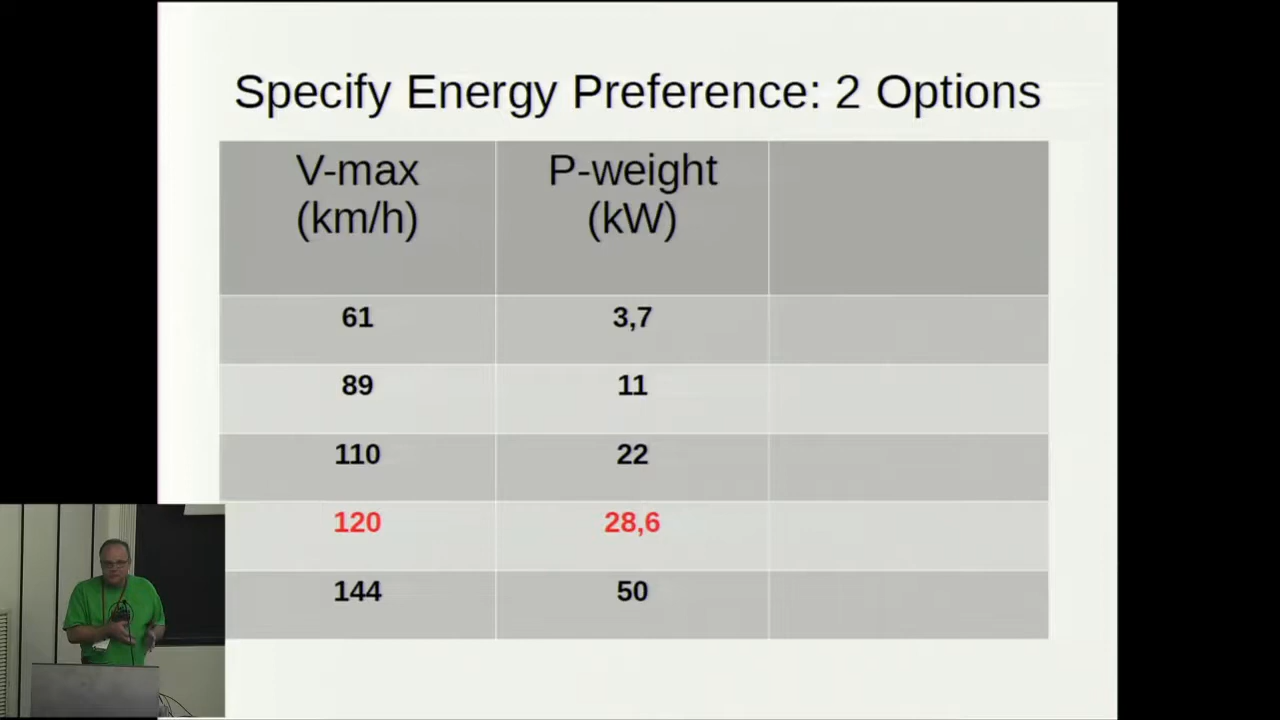 Specify Energy Preference: 2 Options
V-max
(km/h)
P-weight
(kW)
61
3,7
89
11
110
22
120
28,6
144
50